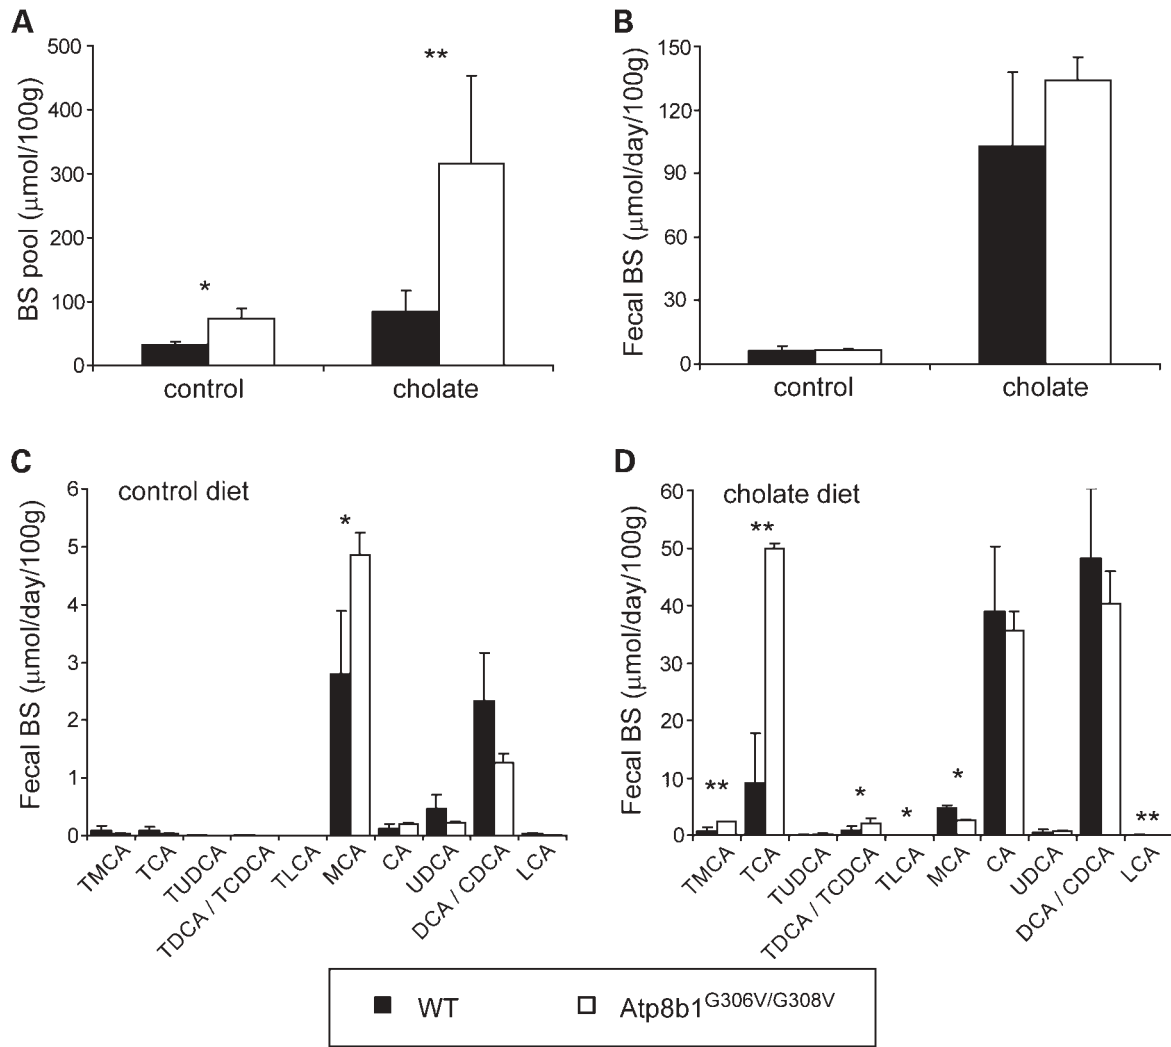 A
BS pool (μmol/100g)
500
400
300
200
100
0
*
**
control
cholate
B
Fecal BS (μmol/day/100g)
150
120
90
60
30
0
control
cholate
C
control diet
Fecal BS (μmol/day/100g)
6
5
4
3
2
1
0
*
TMCA
TCA
TUDCA
TDCA / TCDCA
TLCA
MCA
CA
UDCA
DCA / CDCA
LCA
D
cholate diet
Fecal BS (μmol/day/100g)
60
50
40
30
20
10
0
**
**
*
*
*
**
TMCA
TCA
TUDCA
TDCA / TCDCA
TLCA
MCA
CA
UDCA
DCA / CDCA
LCA
WT
Atp8b1G306V/G308V